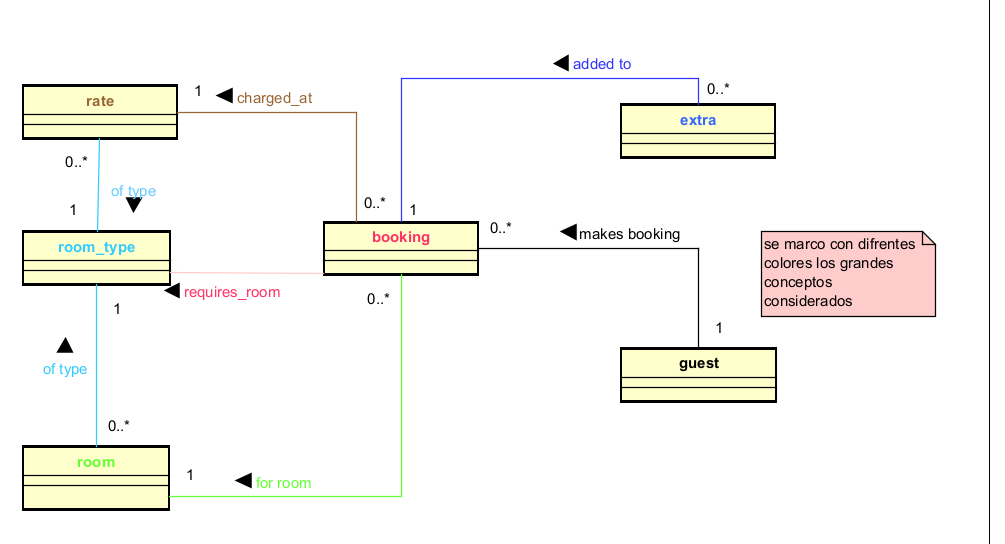 added to
0..*
extra
1
charged_at
rate
0..*
of type
1
0..*
1
room_type
booking
0..*
makes booking
se marco con difrentes
colores los grandes
conceptos
considerados
requires_room
0..*
1
1
guest
of type
0..*
room
1
for room